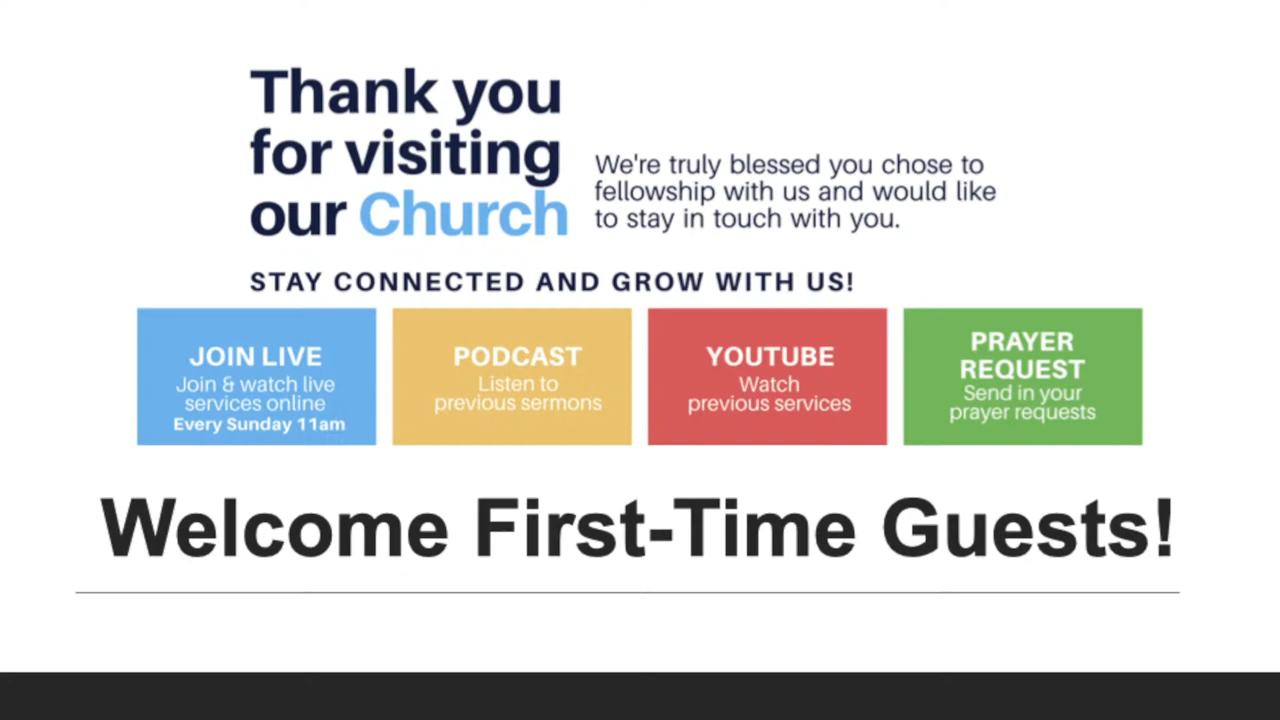 Thank you
for visiting
our Church
We're truly blessed you chose to
fellowship with us and would like
to stay in touch with you.
STAY CONNECTED AND GROW WITH US!
JOIN LIVE
Join & watch live
services online
Every Sunday 11am
PODCAST
Listen to
previous sermons
YOUTUBE
Watch
previous services
PRAYER
REQUEST
Send in your
prayer requests
Welcome First-Time Guests!